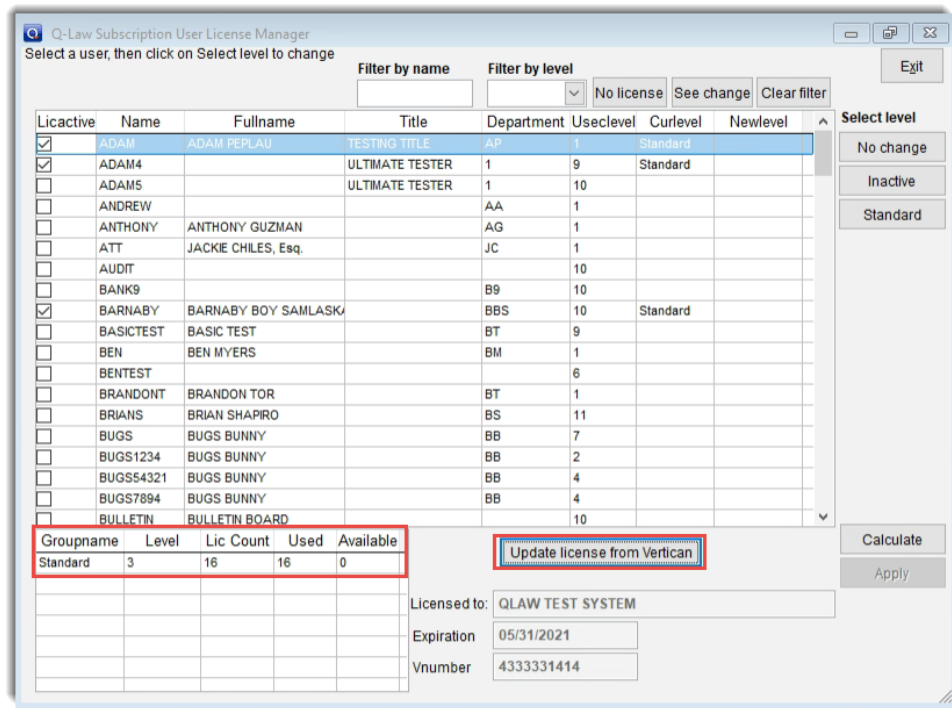 Q-Law Subscription User License Manager
Select a user, then click on Select level to change
Filter by name Filter by level
Exit
No license See change Clear filter
Licactive Name Fullname Title Department Useclevel Curlevel Newlevel
ADAM ADAM PEPLAU TESTING TITLE AP 1 Standard
ADAM4 ULTIMATE TESTER 1 9 Standard
ADAM5 ULTIMATE TESTER 1 10
ANDREW AA 1
ANTHONY ANTHONY GUZMAN AG 1
ATT JACKIE CHILES, Esq. JC 1
AUDIT 10
BANK9 B9 10
BARNABY BARNABY BOY SAMLASKA BBS 10 Standard
BASICTEST BASIC TEST BT 9
BEN BEN MYERS BM 1
BENTEST 6
BRANDONT BRANDON TOR BT 1
BRIANS BRIAN SHAPIRO BS 11
BUGS BUGS BUNNY BB 7
BUGS1234 BUGS BUNNY BB 2
BUGS54321 BUGS BUNNY BB 4
BUGS7894 BUGS BUNNY BB 4
BULLETIN BULLETIN BOARD 10
Select level
No change
Inactive
Standard
Groupname Level Lic Count Used Available
Standard 3 16 16 0
Update license from Vertican
Calculate
Apply
Licensed to: QLAW TEST SYSTEM
Expiration 05/31/2021
Vnumber 4333331414